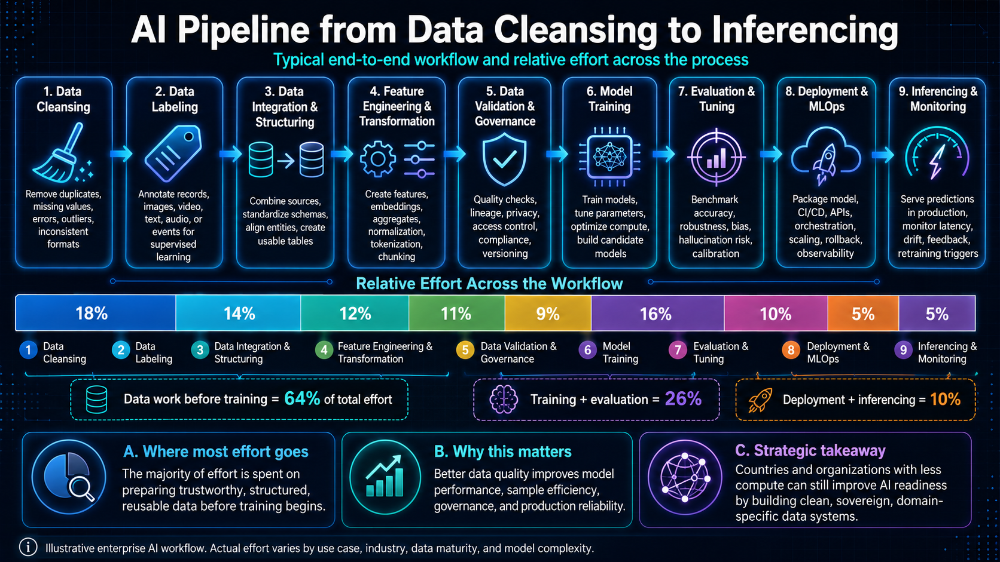 AI Pipeline from Data Cleansing to Inferencing
Typical end-to-end workflow and relative effort across the process
1. Data
Cleansing
Remove duplicates,
missing values,
errors, outliers,
inconsistent
formats
2. Data
Labeling
Annotate records,
images, video,
text, audio, or
events for
supervised
learning
3. Data
Integration &
Structuring
Combine sources,
standardize schemas,
align entities, create
usable tables
4. Feature
Engineering &
Transformation
Create features,
embeddings,
aggregates,
normalization,
tokenization,
chunking
5. Data
Validation &
Governance
Quality checks,
lineage, privacy,
access control,
compliance,
versioning
6. Model
Training
Train models,
tune parameters,
optimize compute,
build candidate
models
7. Evaluation &
Tuning
Benchmark
accuracy,
robustness, bias,
hallucination risk,
calibration
8. Deployment &
MLOps
Package model,
CI/CD, APIs,
orchestration,
scaling, rollback,
observability
9. Inferencing &
Monitoring
Serve predictions
in production,
monitor latency,
drift, feedback,
retraining triggers
Relative Effort Across the Workflow
18%
14%
12%
11%
9%
16%
10%
5%
5%
1 Data
Cleansing
2 Data
Labeling
3 Data Integration &
Structuring
4 Feature Engineering &
Transformation
5 Data Validation &
Governance
6 Model
Training
7 Evaluation &
Tuning
8 Deployment &
MLOps
9 Inferencing &
Monitoring
Data work before training = 64% of total effort
Training + evaluation = 26%
Deployment + inferencing = 10%
A. Where most effort goes
The majority of effort is spent on
preparing trustworthy, structured,
reusable data before training begins.
B. Why this matters
Better data quality improves model
performance, sample efficiency,
governance, and production reliability.
C. Strategic takeaway
Countries and organizations with less
compute can still improve AI readiness
by building clean, sovereign, domain-
specific data systems.
i Illustrative enterprise AI workflow. Actual effort varies by use case, industry, data maturity, and model complexity.